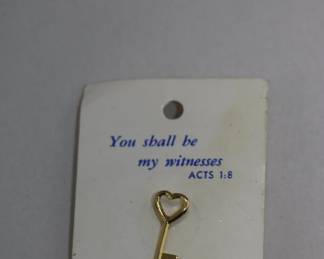 You shall be
my witnesses
ACTS 1:8